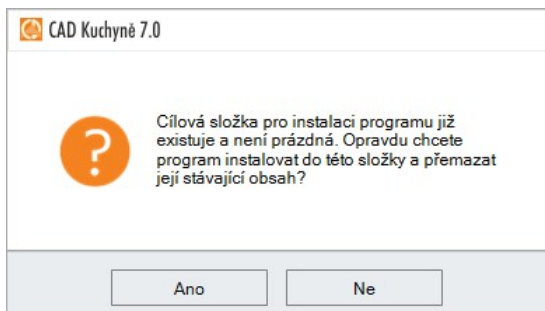 CAD Kuchyně 7.0
Cílová složka pro instalaci programu již
existuje a není prázdná. Opravdu chcete
program instalovat do této složky a přemazat
její stávající obsah?
Ano
Ne